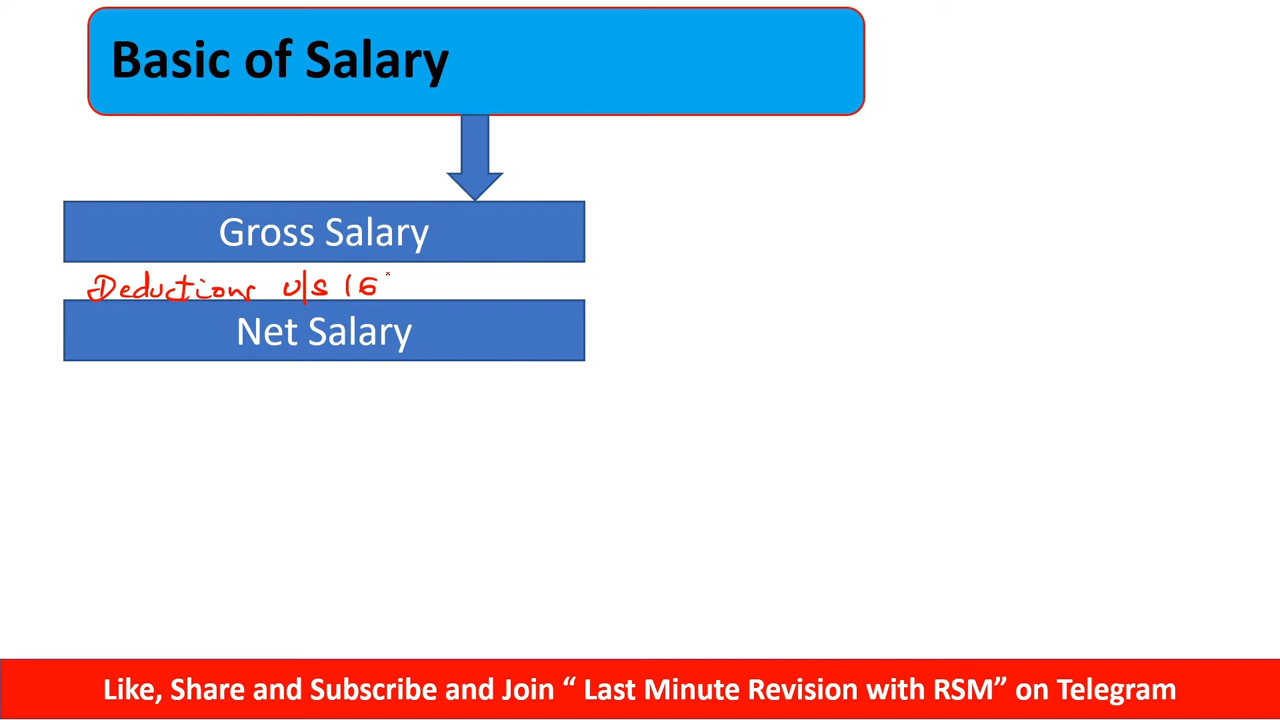 Basic of Salary
Gross Salary
Deductions u/s 16
Net Salary
Like, Share and Subscribe and Join “ Last Minute Revision with RSM” on Telegram